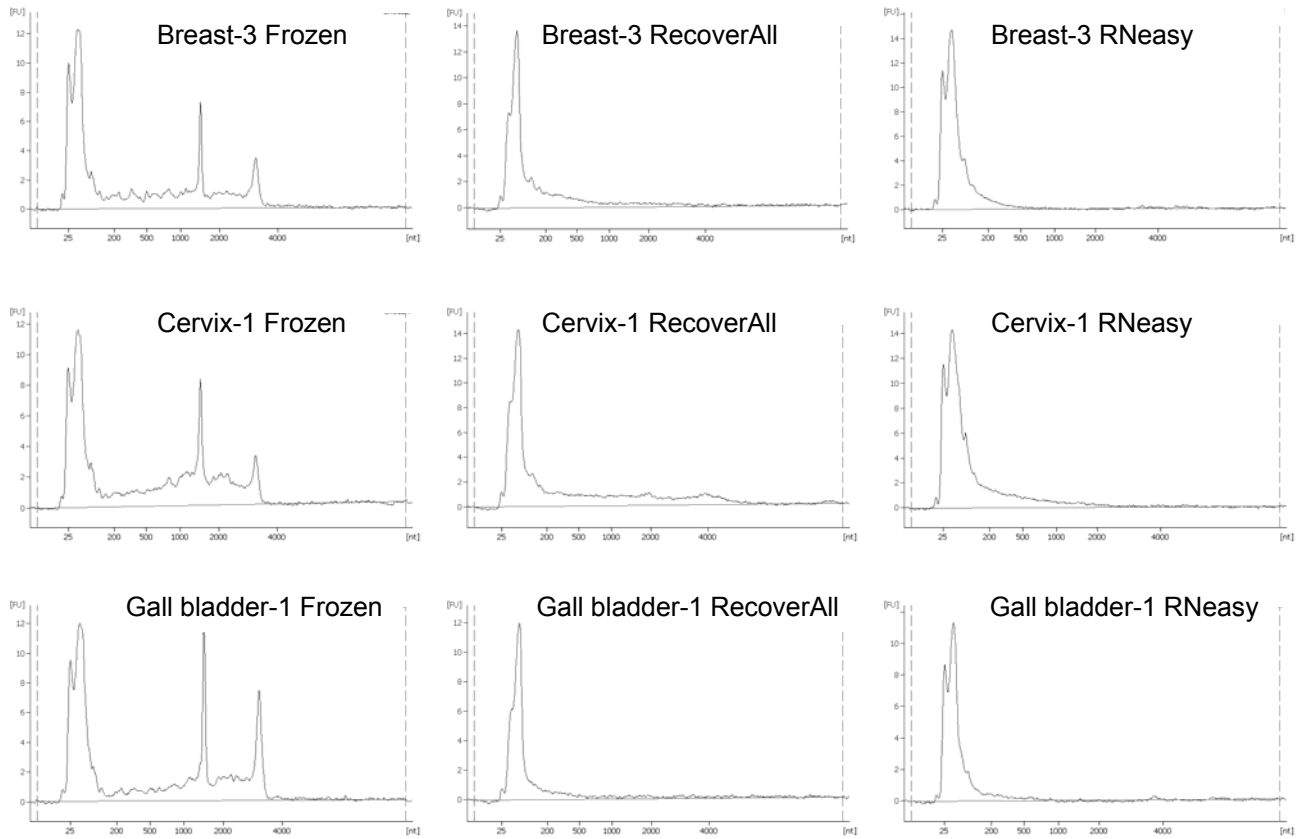 [FU] [FU] [FU]
Breast-3 Frozen Breast-3 RecoverAll Breast-3 RNeasy
12 14 14
10 12 12
8 10 10
6 8 8
4 6 6
2 4 4
0 2 2
0 0
25 200 500 1000 2000 4000 [nt] 25 200 500 1000 2000 4000 [nt] 25 200 500 1000 2000 4000 [nt]
[FU] [FU] [FU]
Cervix-1 Frozen Cervix-1 RecoverAll Cervix-1 RNeasy
12 14 14
10 12 12
8 10 10
6 8 8
4 6 6
2 4 4
0 2 2
0 0
25 200 500 1000 2000 4000 [nt] 25 200 500 1000 2000 4000 [nt] 25 200 500 1000 2000 4000 [nt]
[FU] [FU] [FU]
Gall bladder-1 Frozen Gall bladder-1 RecoverAll Gall bladder-1 RNeasy
12 12
10 10 10
8 8 8
6 6 6
4 4 4
2 2 2
0 0 0
25 200 500 1000 2000 4000 [nt] 25 200 500 1000 2000 4000 [nt] 25 200 500 1000 2000 4000 [nt]